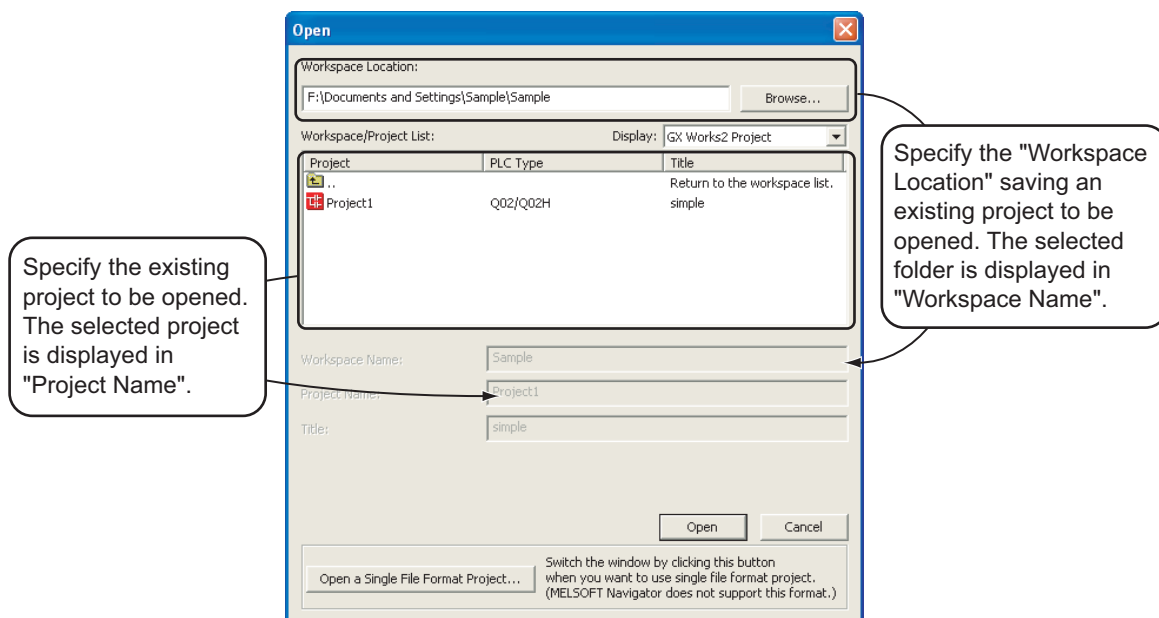 Open
Workspace Location:
F:\Documents and Settings\Sample\Sample
Browse...
Workspace/Project List:
Display:
GX Works2 Project
Project
PLC Type
Title
..
Return to the workspace list.
Project1
Q02/Q02H
simple
Specify the "Workspace
Location" saving an
existing project to be
opened. The selected
folder is displayed in
"Workspace Name".
Specify the existing
project to be opened.
The selected project
is displayed in
"Project Name".
Workspace Name:
Sample
Project Name:
Project1
Title:
simple
Open
Cancel
Open a Single File Format Project...
Switch the window by clicking this button
when you want to use single file format project.
(MELSOFT Navigator does not support this format.)